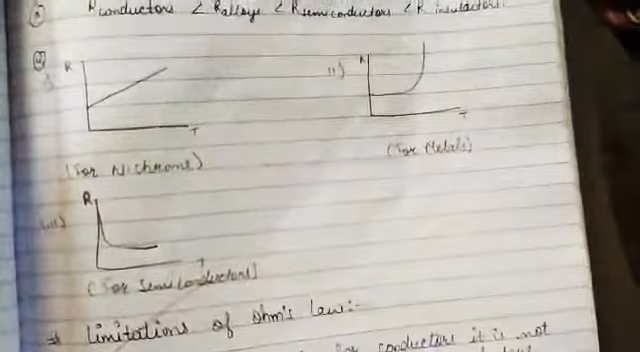 Rconductors < Ralloys < Rsemiconductors < R insulators.
R
i)
T
(For Nichrome)
ii)
R
T
(For Metals)
iii)
R
T
(For Semiconductors)
⇒ limitations of ohm's law:-
for conductors it is not